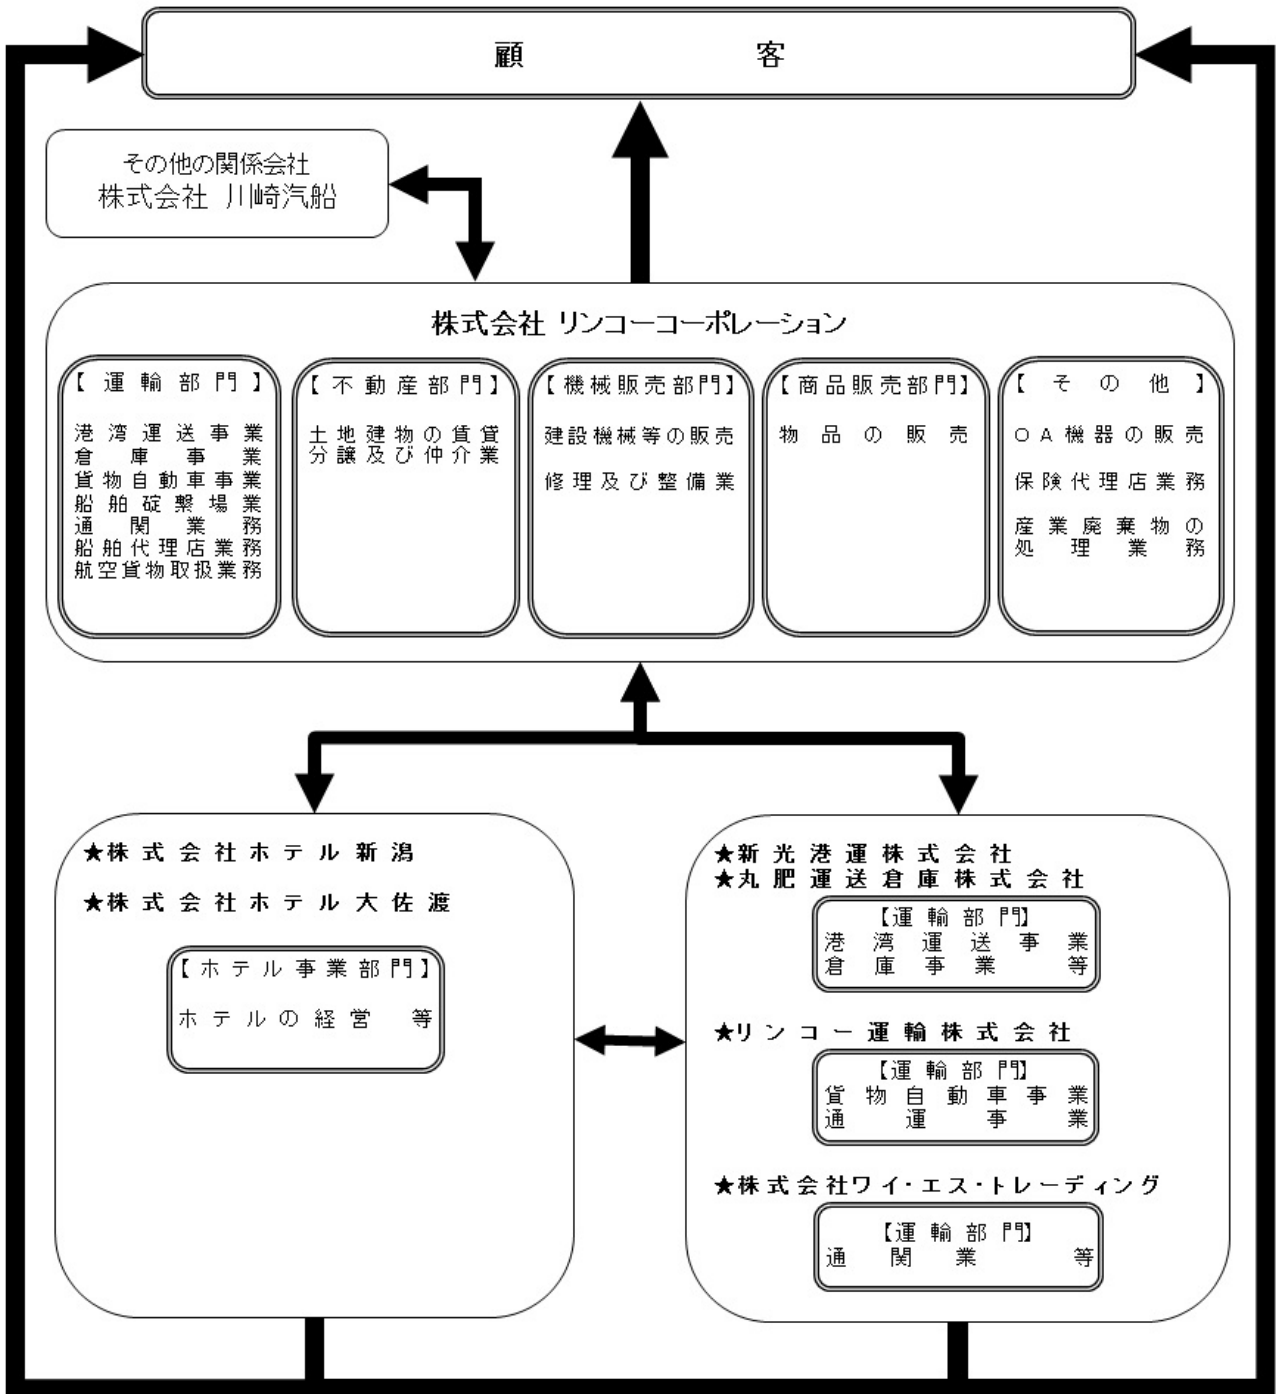 顧客
その他の関係会社
株式会社 川崎汽船
株式会社 リンコーコーポレーション
【運輸部門】
港湾運送事業
倉庫事業
貨物自動車事業
船舶碇繋場業
通関業務
船舶代理店業務
航空貨物取扱業務
【不動産部門】
土地建物の賃貸
分譲及び仲介業
【機械販売部門】
建設機械等の販売
修理及び整備業
【商品販売部門】
物品の販売
【その他】
OA機器の販売
保険代理店業務
産業廃棄物の
処理業務
★株式会社ホテル新潟
★株式会社ホテル大佐渡
【ホテル事業部門】
ホテルの経営 等
★新光港運株式会社
★丸肥運送倉庫株式会社
【運輸部門】
港湾運送事業
倉庫事業 等
★リンコー運輸株式会社
【運輸部門】
貨物自動車事業
通運事業
★株式会社ワイ・エス・トレーディング
【運輸部門】
通関業 等